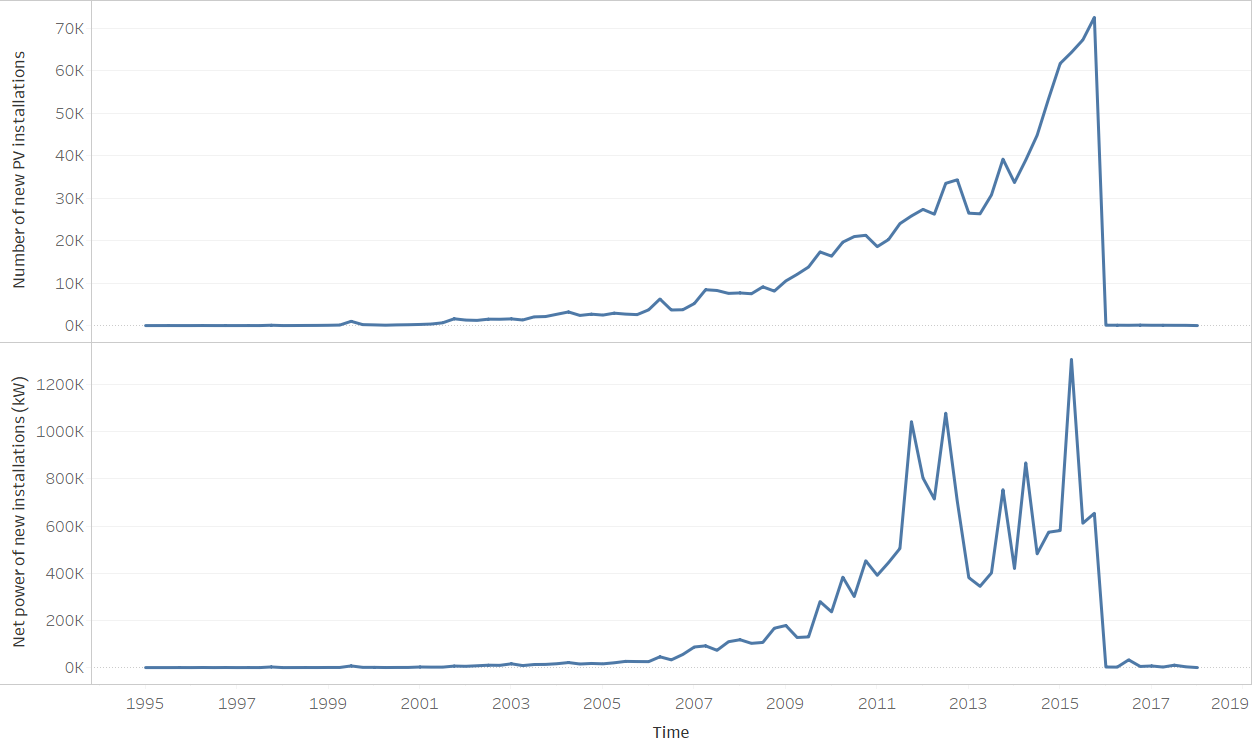 Number of new PV installations
70K
60K
50K
40K
30K
20K
10K
0K
Net power of new installations (kW)
1200K
1000K
800K
600K
400K
200K
0K
1995 1997 1999 2001 2003 2005 2007 2009 2011 2013 2015 2017 2019
Time